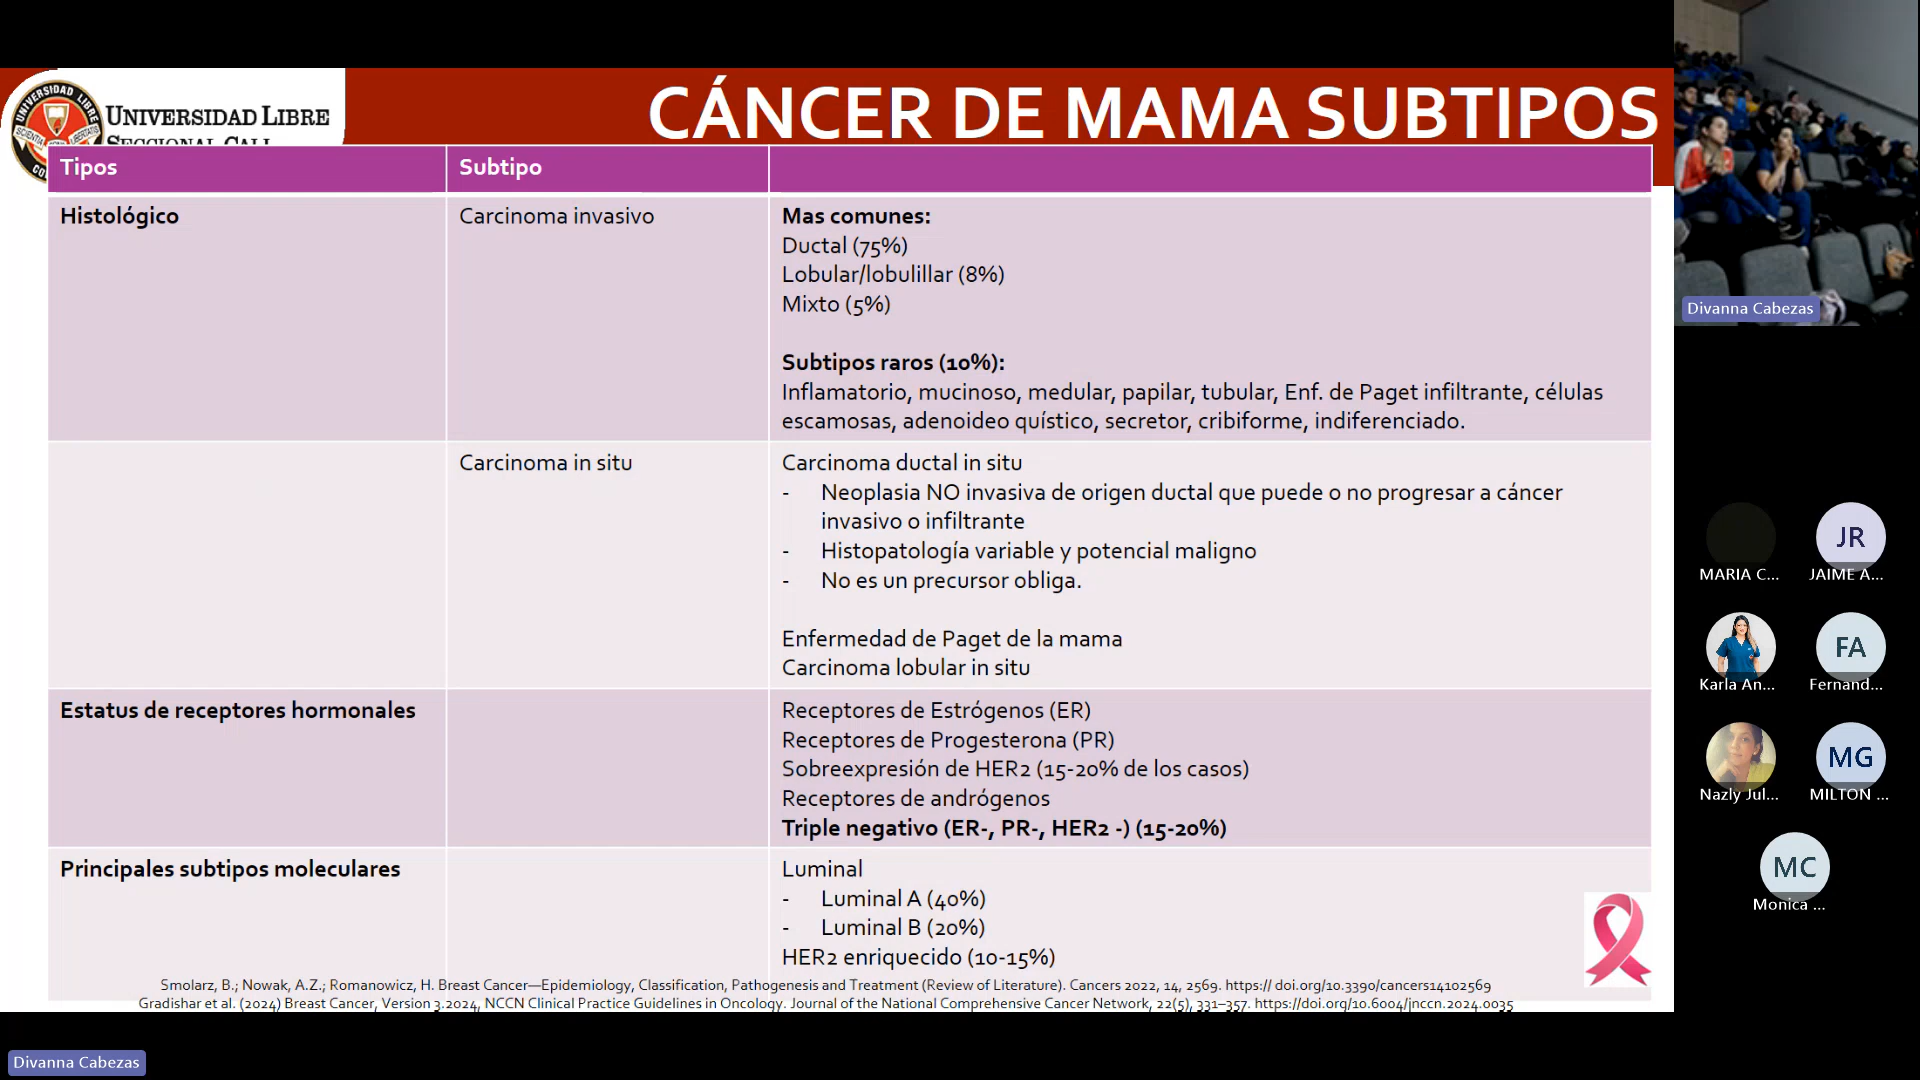 UNIVERSIDAD LIBRE
CÁNCER DE MAMA SUBTIPOS
Tipos
Subtipo
Histológico
Carcinoma invasivo
Mas comunes:
Ductal (75%)
Lobular/lobulillar (8%)
Mixto (5%)
Subtipos raros (10%):
Inflamatorio, mucinoso, medular, papilar, tubular, Enf. de Paget infiltrante, células
escamosas, adenoideo quístico, secretor, cribiforme, indiferenciado.
Carcinoma in situ
Carcinoma ductal in situ
- Neoplasia NO invasiva de origen ductal que puede o no progresar a cáncer
invasivo o infiltrante
- Histopatología variable y potencial maligno
- No es un precursor obliga.
Enfermedad de Paget de la mama
Carcinoma lobular in situ
Estatus de receptores hormonales
Receptores de Estrógenos (ER)
Receptores de Progesterona (PR)
Sobreexpresión de HER2 (15-20% de los casos)
Receptores de andrógenos
Triple negativo (ER-, PR-, HER2 -) (15-20%)
Principales subtipos moleculares
Luminal
- Luminal A (40%)
- Luminal B (20%)
HER2 enriquecido (10-15%)
Smolarz, B.; Nowak, A.Z.; Romanowicz, H. Breast Cancer—Epidemiology, Classification, Pathogenesis and Treatment (Review of Literature). Cancers 2022, 14, 2569. https:// doi.org/10.3390/cancers14102569
Gradishar et al. (2024) Breast Cancer, Version 3.2024, NCCN Clinical Practice Guidelines in Oncology. Journal of the National Comprehensive Cancer Network, 22(5), 331–357. https://doi.org/10.6004/jnccn.2024.0035
Divanna Cabezas
JR
MARIA C...
JAIME A...
FA
Karla An...
Fernand...
MG
Nazly Jul...
MILTON ...
MC
Monica ...
Divanna Cabezas